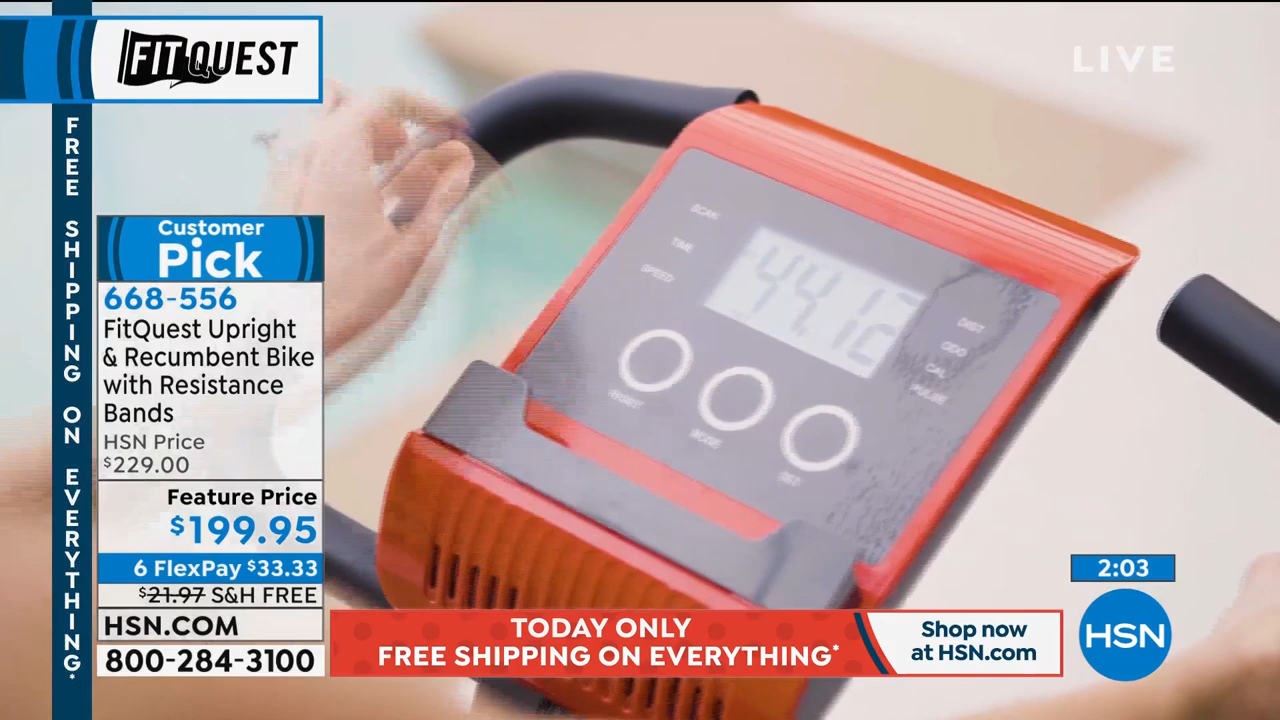 FITQUEST
LIVE
FREE SHIPPING ON EVERYTHING*
Customer
Pick
668-556
FitQuest Upright
& Recumbent Bike
with Resistance
Bands
HSN Price
$229.00
Feature Price
$199.95
6 FlexPay $33.33
$21.97 S&H FREE
HSN.COM
800-284-3100
SCAN
TIME
SPEED
DIST
ODO
CAL
PULSE
RESET
MODE
SET
TODAY ONLY
FREE SHIPPING ON EVERYTHING*
Shop now
at HSN.com
2:03
HSN